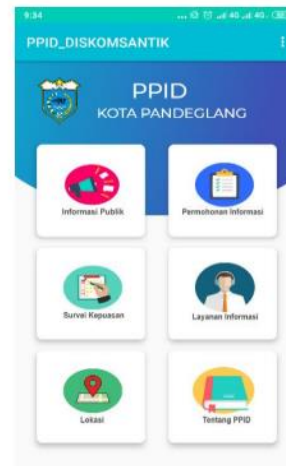 9:34
PPID_DISKOMSANTIK
PPID
KOTA PANDEGLANG
Informasi Publik
Permohonan Informasi
Survei Kepuasan
Layanan Informasi
Lokasi
Tentang PPID